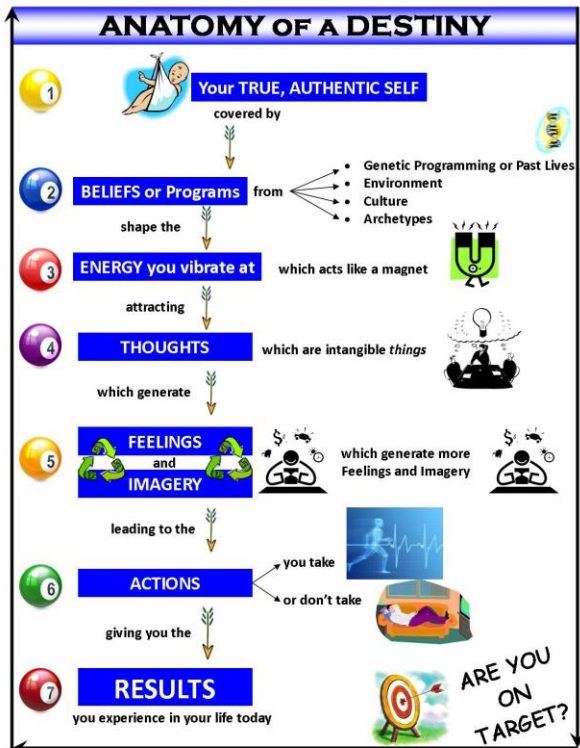 ANATOMY OF A DESTINY
1
Your TRUE, AUTHENTIC SELF
covered by
2
BELIEFS or Programs
from
• Genetic Programming or Past Lives
• Environment
• Culture
• Archetypes
shape the
3
ENERGY you vibrate at
which acts like a magnet
attracting
4
THOUGHTS
which are intangible things
which generate
5
FEELINGS
and
IMAGERY
which generate more
Feelings and Imagery
leading to the
6
ACTIONS
you take
or don't take
giving you the
7
RESULTS
you experience in your life today
ARE YOU
ON
TARGET?